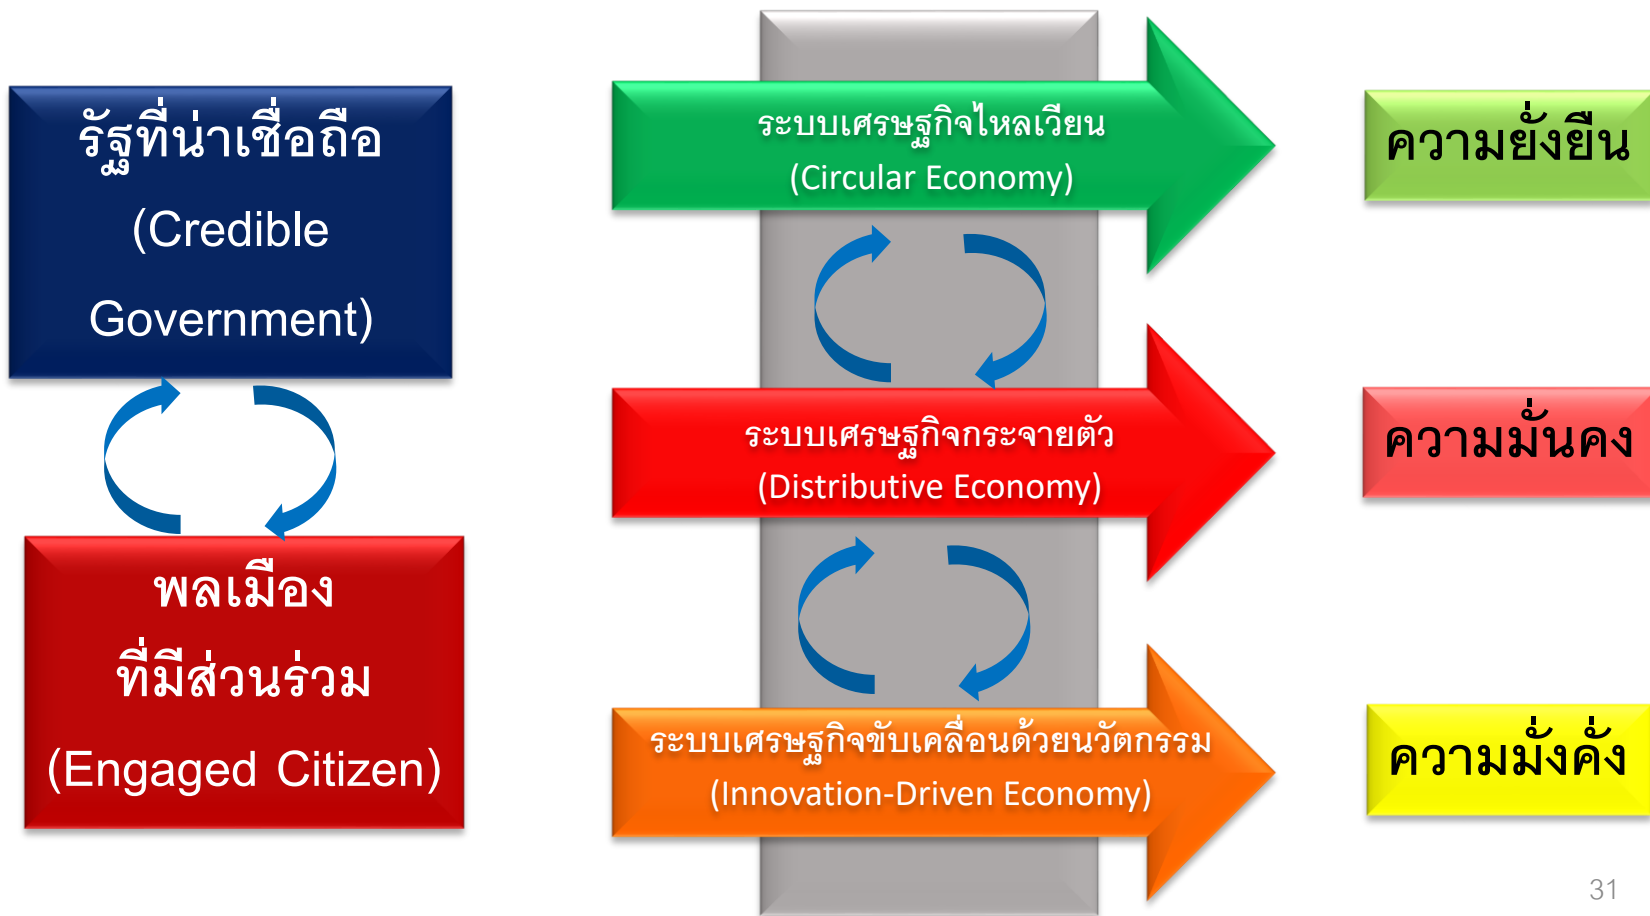 รัฐที่น่าเชื่อถือ
(Credible
Government)
พลเมือง
ที่มีส่วนร่วม
(Engaged Citizen)
ระบบเศรษฐกิจไหลเวียน
(Circular Economy)
ระบบเศรษฐกิจกระจายตัว
(Distributive Economy)
ระบบเศรษฐกิจขับเคลื่อนด้วยนวัตกรรม
(Innovation-Driven Economy)
ความยั่งยืน
ความมั่นคง
ความมั่งคั่ง
31